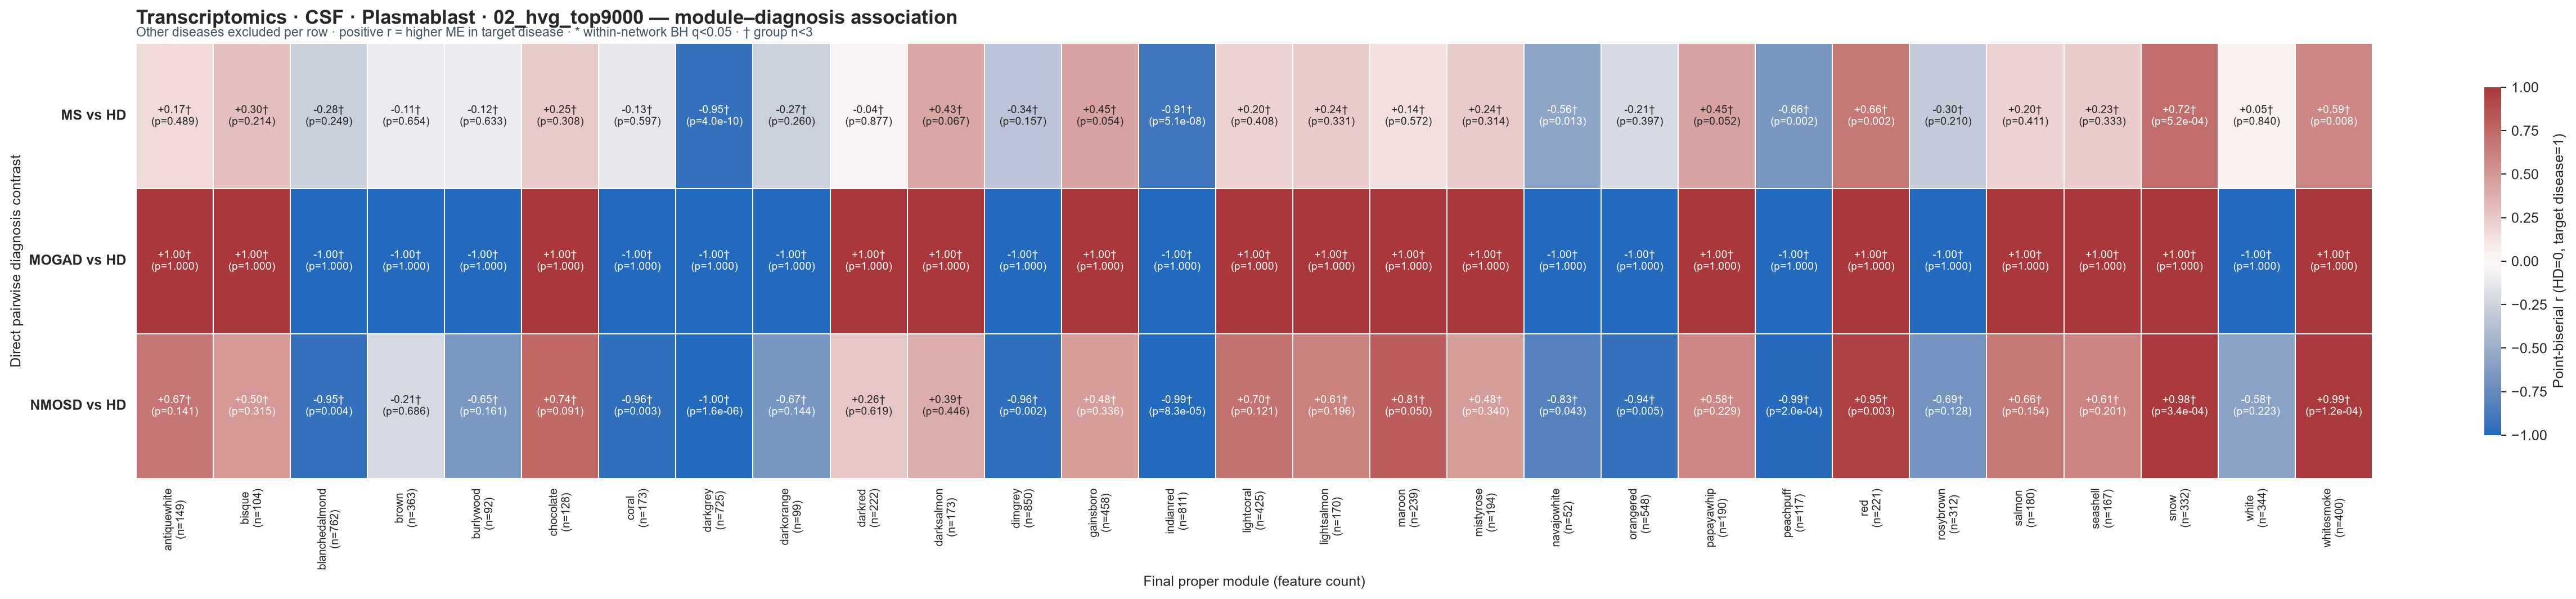 Transcriptomics · CSF · Plasmablast · 02_hvg_top9000 — module–diagnosis association
Other diseases excluded per row · positive r = higher ME in target disease · * within-network BH q<0.05 · † group n<3
Direct pairwise diagnosis contrast
MS vs HD
+0.17† +0.30† -0.28† -0.11† -0.12† +0.25† -0.13† -0.95† -0.27† -0.04† +0.43† -0.34† +0.45† -0.91† +0.20† +0.24† +0.14† +0.24† -0.56† -0.21† +0.45† -0.66† +0.66† -0.30† +0.20† +0.23† +0.72† +0.05† +0.59†
(p=0.489) (p=0.214) (p=0.249) (p=0.654) (p=0.633) (p=0.308) (p=0.597) (p=4.0e-10) (p=0.260) (p=0.877) (p=0.067) (p=0.157) (p=0.054) (p=5.1e-08) (p=0.408) (p=0.331) (p=0.572) (p=0.314) (p=0.013) (p=0.397) (p=0.052) (p=0.002) (p=0.002) (p=0.210) (p=0.411) (p=0.333) (p=5.2e-04) (p=0.840) (p=0.008)
MOGAD vs HD
+1.00† +1.00† -1.00† -1.00† -1.00† +1.00† -1.00† -1.00† -1.00† +1.00† +1.00† -1.00† +1.00† -1.00† +1.00† +1.00† +1.00† +1.00† -1.00† -1.00† +1.00† -1.00† +1.00† -1.00† +1.00† +1.00† +1.00† -1.00† +1.00†
(p=1.000) (p=1.000) (p=1.000) (p=1.000) (p=1.000) (p=1.000) (p=1.000) (p=1.000) (p=1.000) (p=1.000) (p=1.000) (p=1.000) (p=1.000) (p=1.000) (p=1.000) (p=1.000) (p=1.000) (p=1.000) (p=1.000) (p=1.000) (p=1.000) (p=1.000) (p=1.000) (p=1.000) (p=1.000) (p=1.000) (p=1.000) (p=1.000) (p=1.000)
NMOSD vs HD
+0.67† +0.50† -0.95† -0.21† -0.65† +0.74† -0.96† -1.00† -0.67† +0.26† +0.39† -0.96† +0.48† -0.99† +0.70† +0.61† +0.81† +0.48† -0.83† -0.94† +0.58† -0.99† +0.95† -0.69† +0.66† +0.61† +0.98† -0.58† +0.99†
(p=0.141) (p=0.315) (p=0.004) (p=0.686) (p=0.161) (p=0.091) (p=0.003) (p=1.6e-06) (p=0.144) (p=0.619) (p=0.446) (p=0.002) (p=0.336) (p=8.3e-05) (p=0.121) (p=0.196) (p=0.050) (p=0.340) (p=0.043) (p=0.005) (p=0.229) (p=2.0e-04) (p=0.003) (p=0.128) (p=0.154) (p=0.201) (p=3.4e-04) (p=0.223) (p=1.2e-04)
antiquewhite
(n=149)
bisque
(n=104)
blanchedalmond
(n=762)
brown
(n=363)
burlywood
(n=92)
chocolate
(n=128)
coral
(n=173)
darkgrey
(n=725)
darkorange
(n=99)
darkred
(n=222)
darksalmon
(n=173)
dimgrey
(n=850)
gainsboro
(n=458)
indianred
(n=811)
lightcoral
(n=425)
lightsalmon
(n=170)
maroon
(n=239)
mistyrose
(n=194)
navajowhite
(n=52)
orangered
(n=548)
papayawhip
(n=190)
peachpuff
(n=117)
red
(n=221)
rosybrown
(n=312)
salmon
(n=180)
seashell
(n=167)
snow
(n=332)
white
(n=344)
whitesmoke
(n=400)
Final proper module (feature count)
1.00
0.75
0.50
0.25
0.00
−0.25
−0.50
−0.75
−1.00
Point-biserial r (HD=0, target disease=1)